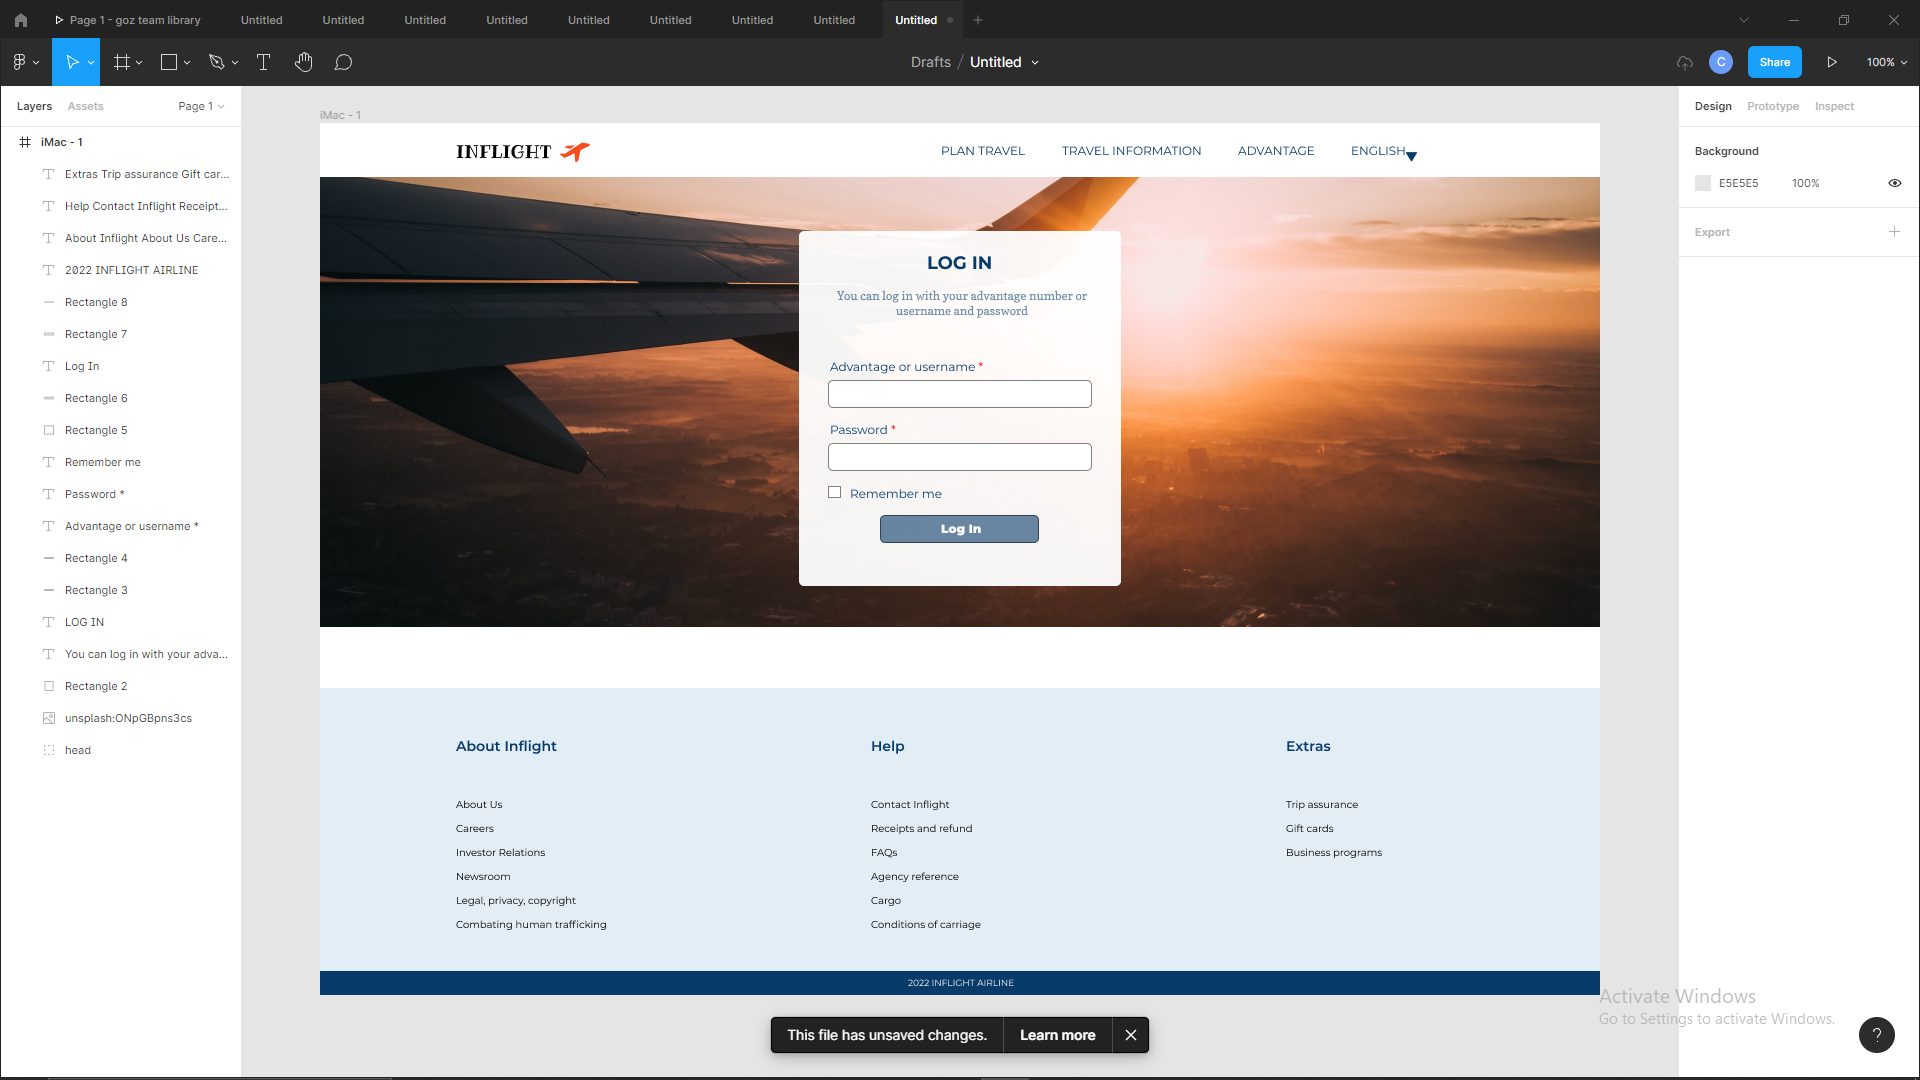 Page 1 - goz team library
Untitled
Untitled
Untitled
Untitled
Untitled
Untitled
Untitled
Untitled
Untitled
Drafts / Untitled
C
Share
100%
Layers
Assets
Page 1
iMac - 1
Extras Trip assurance Gift car...
Help Contact Inflight Receipt...
About Inflight About Us Care...
2022 INFLIGHT AIRLINE
Rectangle 8
Rectangle 7
Log In
Rectangle 6
Rectangle 5
Remember me
Password *
Advantage or username *
Rectangle 4
Rectangle 3
LOG IN
You can log in with your adva...
Rectangle 2
unsplash:ONpGBpns3cs
head
iMac - 1
INFLIGHT
PLAN TRAVEL
TRAVEL INFORMATION
ADVANTAGE
ENGLISH
LOG IN
You can log in with your advantage number or
username and password
Advantage or username *
Password *
Remember me
Log In
About Inflight
About Us
Careers
Investor Relations
Newsroom
Legal, privacy, copyright
Combating human trafficking
Help
Contact Inflight
Receipts and refund
FAQs
Agency reference
Cargo
Conditions of carriage
Extras
Trip assurance
Gift cards
Business programs
2022 INFLIGHT AIRLINE
This file has unsaved changes.
Learn more
Design
Prototype
Inspect
Background
E5E5E5
100%
Export
Activate Windows
Go to Settings to activate Windows.
?